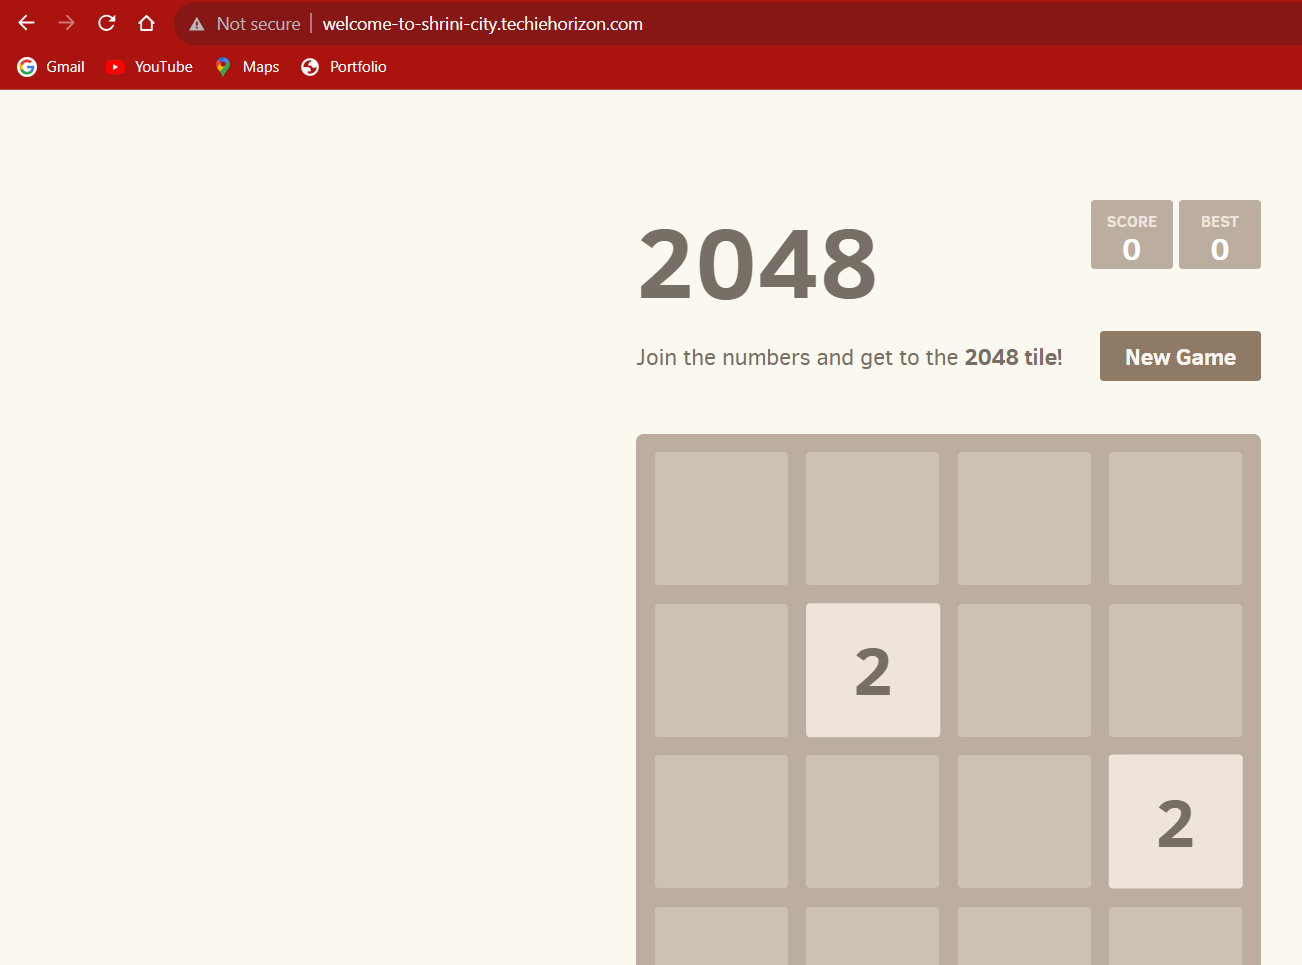 Not secure welcome-to-shrini-city.techiehorizon.com
Gmail YouTube Maps Portfolio
2048
SCORE BEST
0 0
Join the numbers and get to the 2048 tile! New Game
2
2